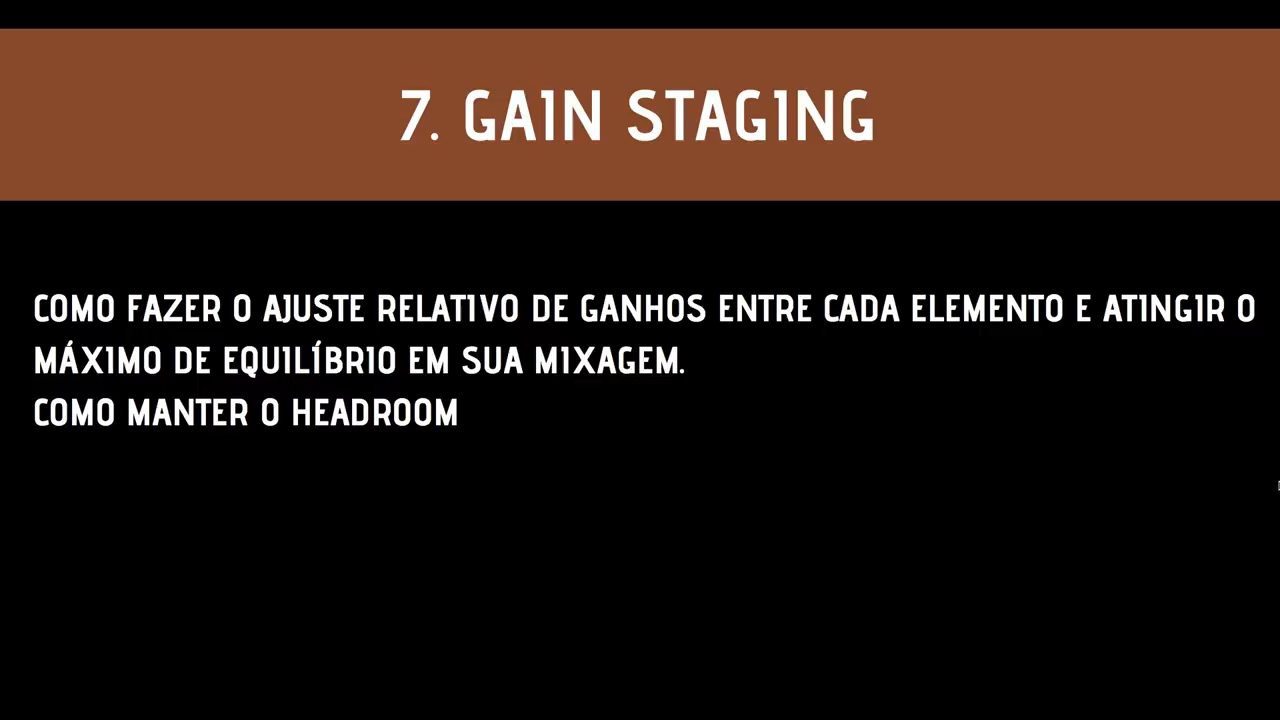 7. GAIN STAGING
COMO FAZER O AJUSTE RELATIVO DE GANHOS ENTRE CADA ELEMENTO E ATINGIR O
MÁXIMO DE EQUILÍBRIO EM SUA MIXAGEM.
COMO MANTER O HEADROOM